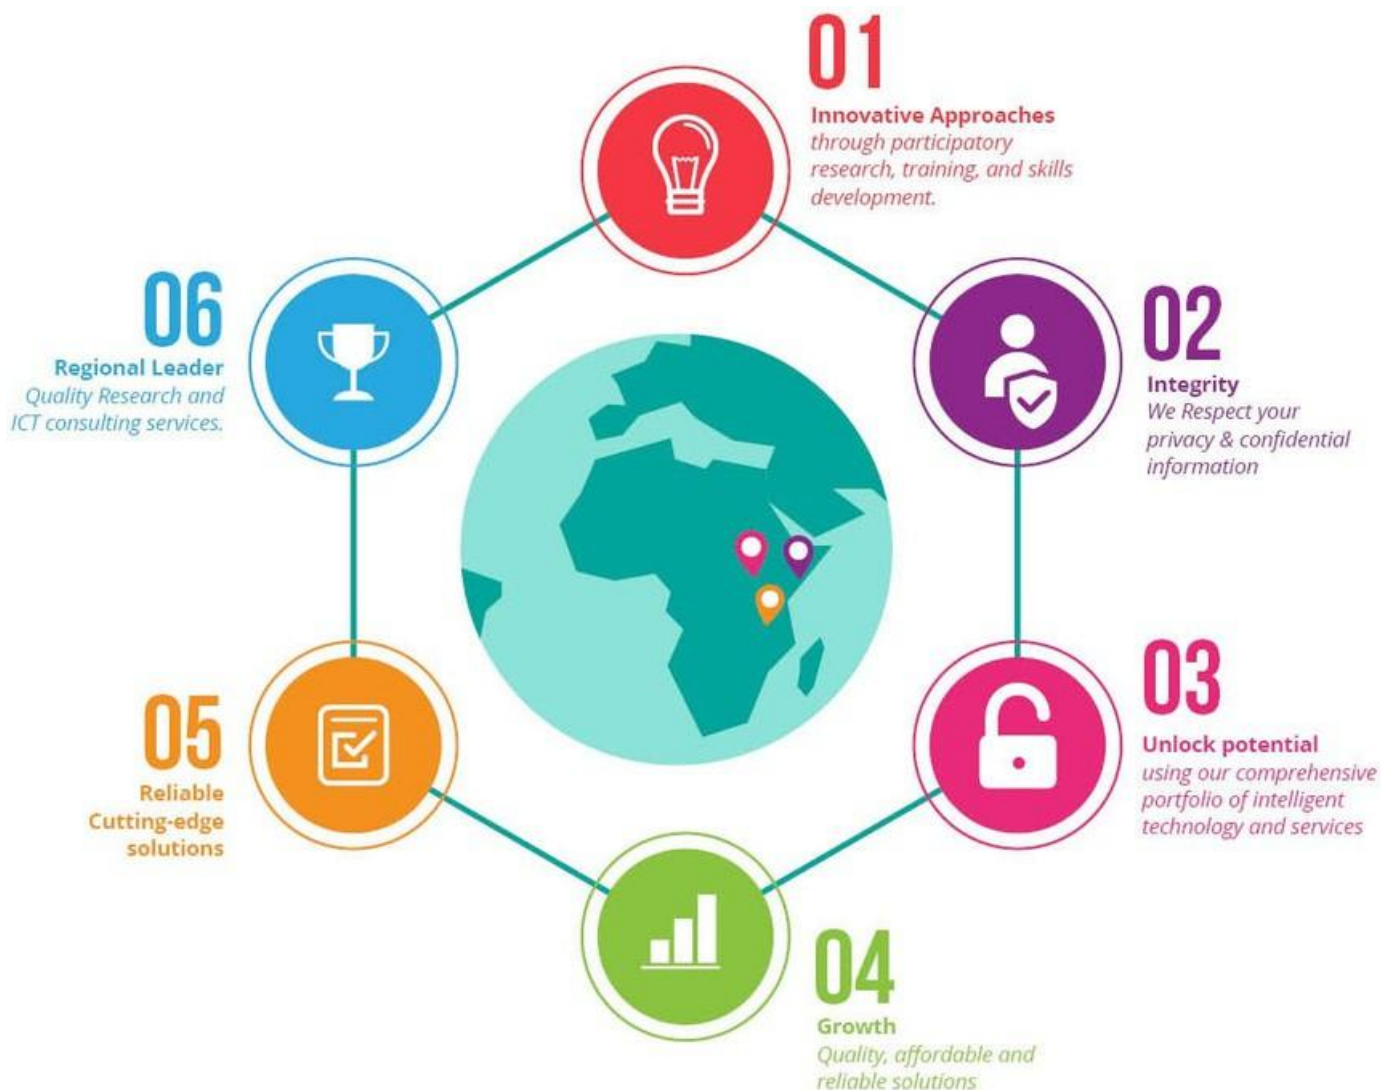 01
Innovative Approaches
through participatory
research, training, and skills
development.
02
Integrity
We Respect your
privacy & confidential
information
03
Unlock potential
using our comprehensive
portfolio of intelligent
technology and services
04
Growth
Quality, affordable and
reliable solutions
05
Reliable
Cutting-edge
solutions
06
Regional Leader
Quality Research and
ICT consulting services.